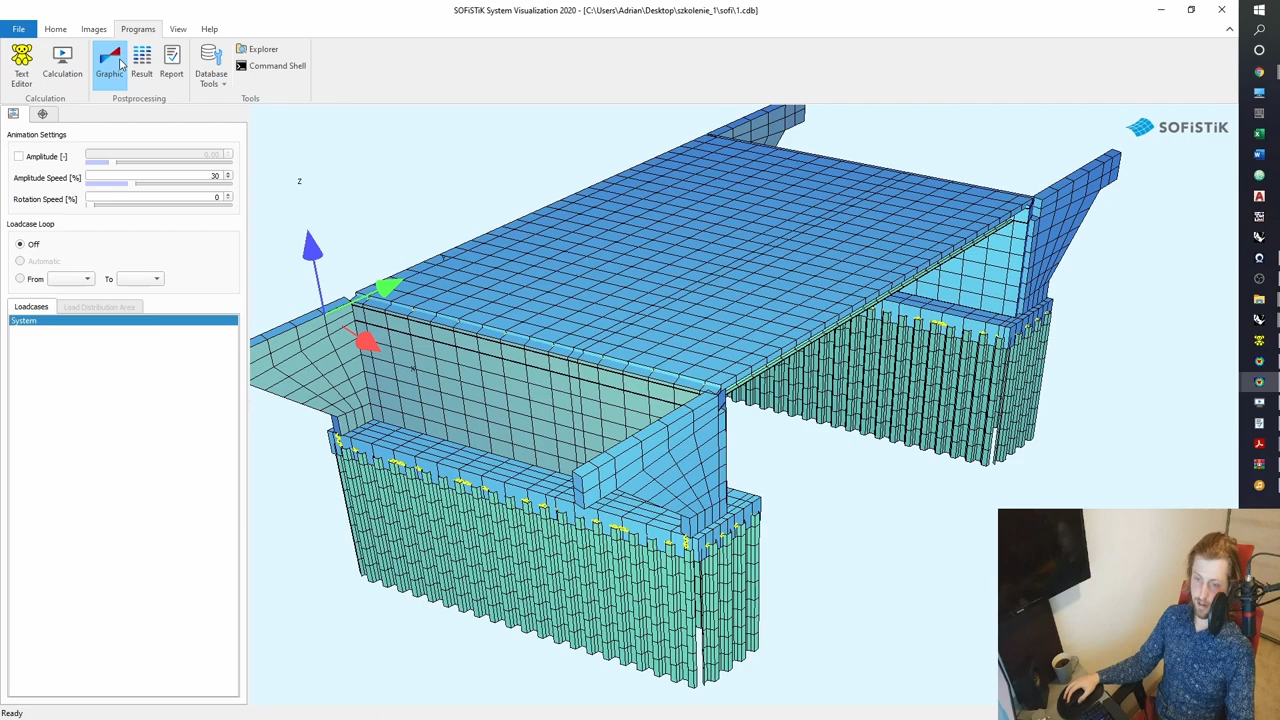 SOFiSTiK System Visualization 2020 - [C:\Users\Adrian\Desktop\szkolenie_1\sofi\1.cdb]
File Home Images Programs View Help
Text Editor
Calculation
Graphic
Result
Report
Database Tools
Explorer
Command Shell
Calculation Postprocessing Tools
Animation Settings
Amplitude [-] 0.00
Amplitude Speed [%] 30
Rotation Speed [%] 0
Loadcase Loop
Off
Automatic
From To
Loadcases Load Distribution Area
System
SOFiSTiK
Z
X
Ready